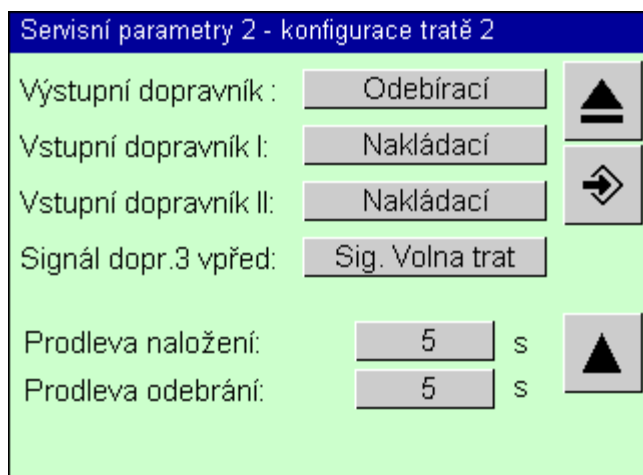 Servisní parametry 2 - konfigurace tratě 2
Výstupní dopravník : Odebírací
Vstupní dopravník I: Nakládací
Vstupní dopravník II: Nakládací
Signál dopr.3 vpřed: Sig. Volna trat
Prodleva naložení: 5 s
Prodleva odebrání: 5 s